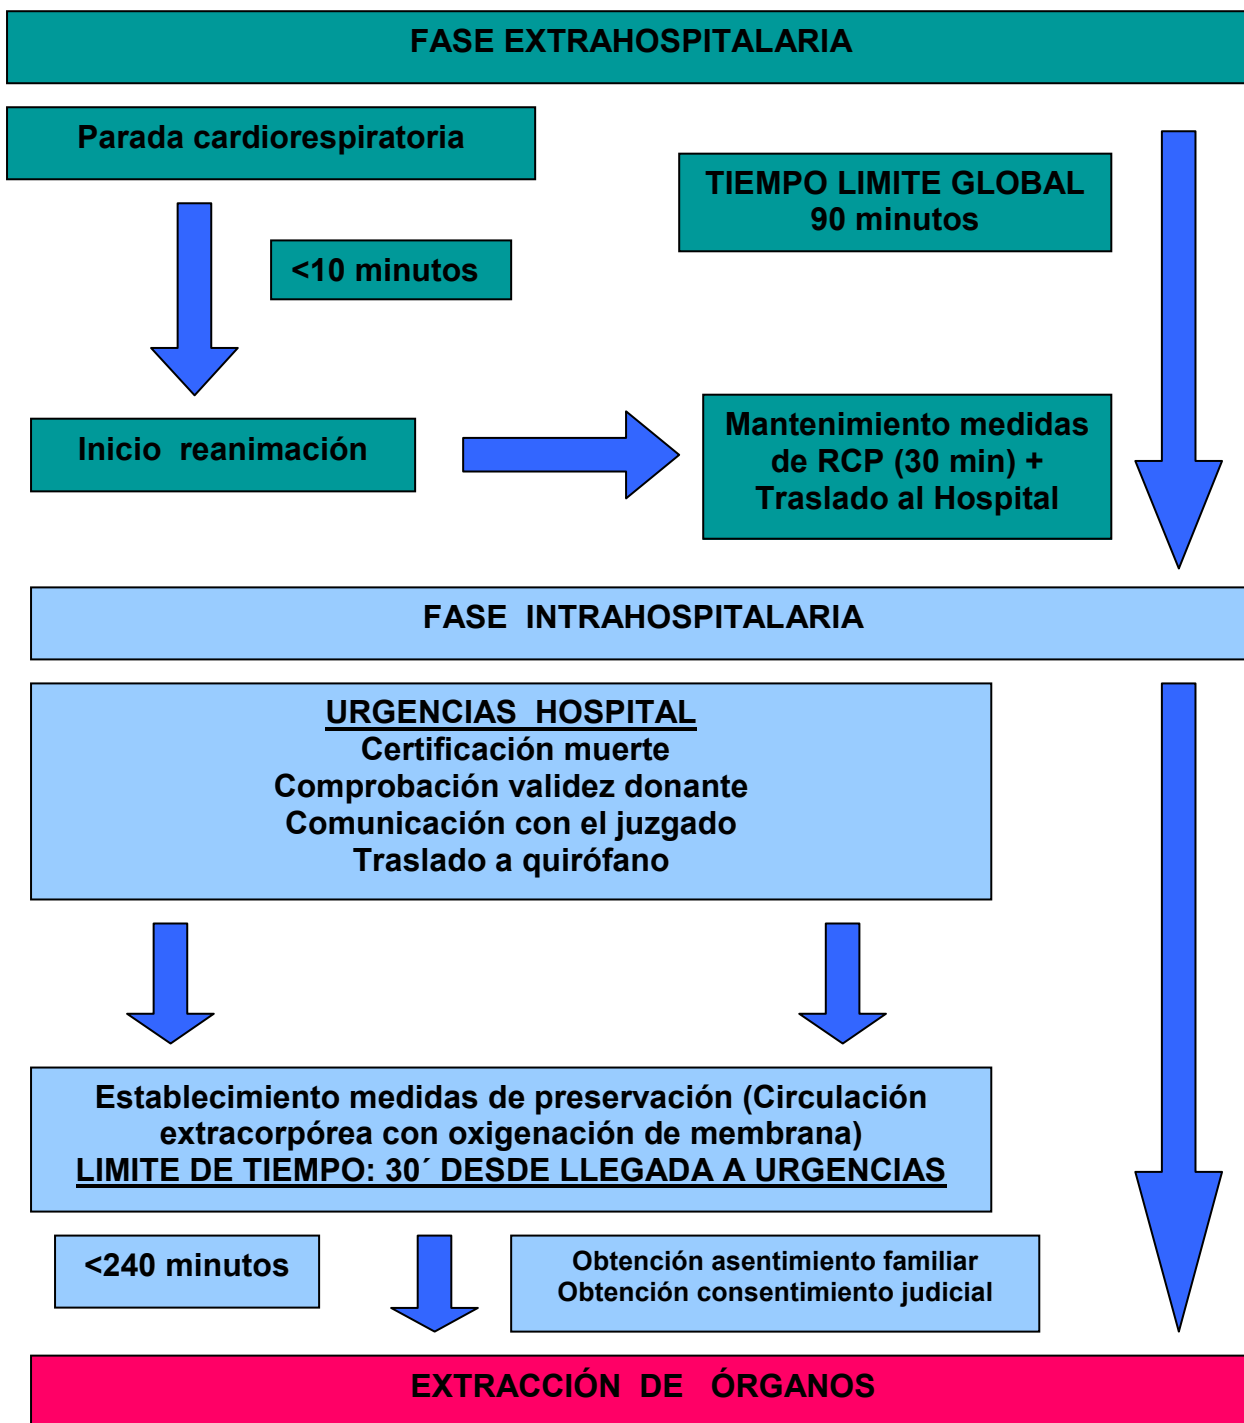 FASE EXTRAHOSPITALARIA
Parada cardiorespiratoria
TIEMPO LIMITE GLOBAL
90 minutos
<10 minutos
Inicio reanimación
Mantenimiento medidas
de RCP (30 min) +
Traslado al Hospital
FASE INTRAHOSPITALARIA
URGENCIAS HOSPITAL
Certificación muerte
Comprobación validez donante
Comunicación con el juzgado
Traslado a quirófano
Establecimiento medidas de preservación (Circulación
extracorpórea con oxigenación de membrana)
LIMITE DE TIEMPO: 30´ DESDE LLEGADA A URGENCIAS
<240 minutos
Obtención asentimiento familiar
Obtención consentimiento judicial
EXTRACCIÓN DE ÓRGANOS